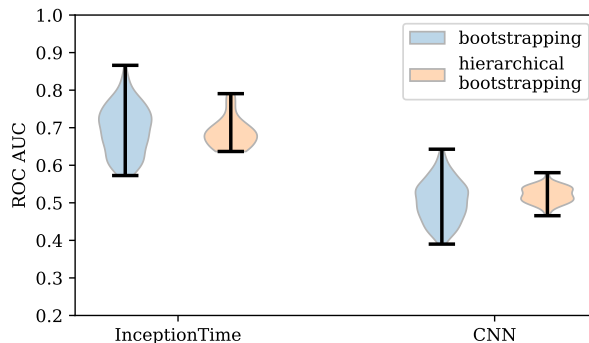 ROC AUC
1.0
0.9
0.8
0.7
0.6
0.5
0.4
0.3
0.2
bootstrapping
hierarchical
bootstrapping
InceptionTime
CNN